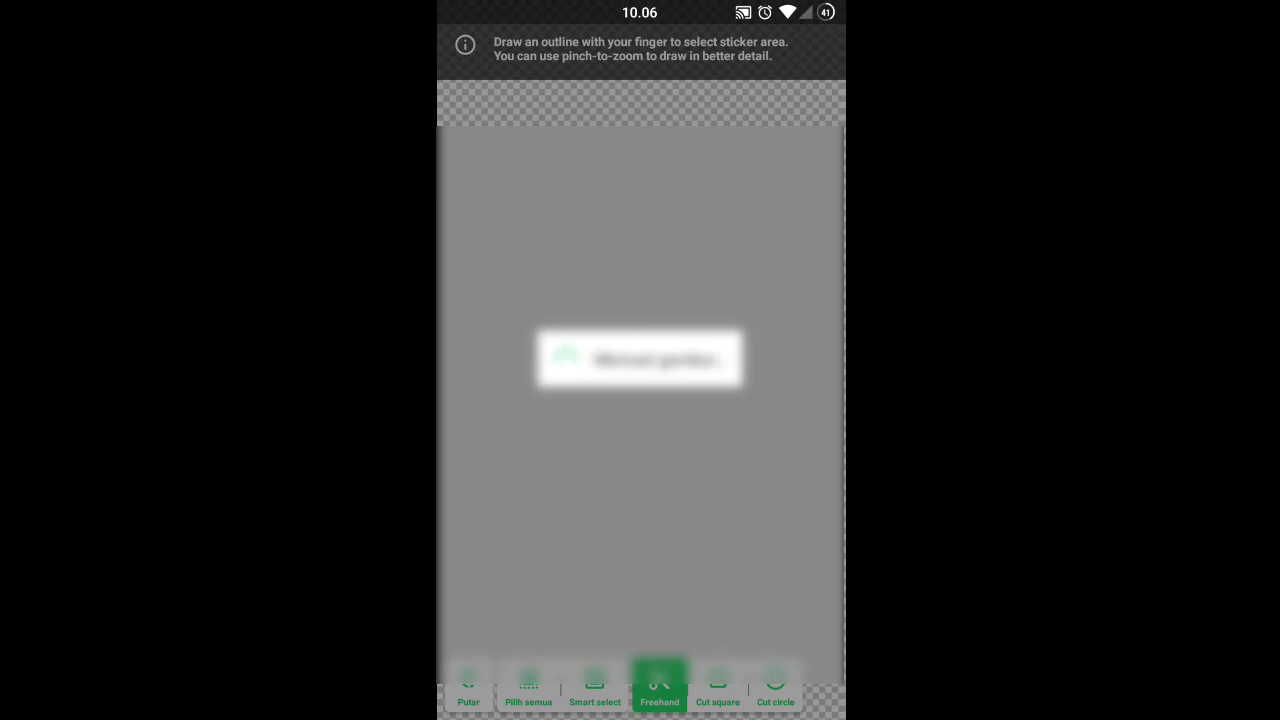 10.06
41
Draw an outline with your finger to select sticker area.
You can use pinch-to-zoom to draw in better detail.
Putar
Pilih semua
Smart select
Freehand
Cut square
Cut circle